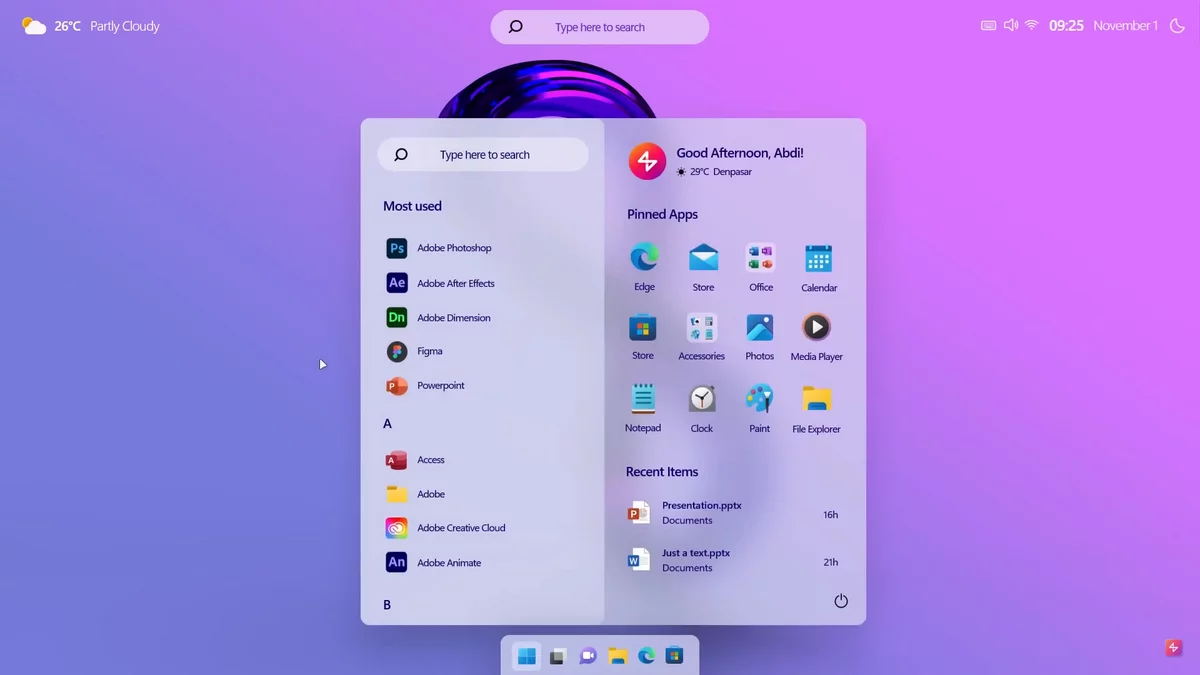 26°C Partly Cloudy
Type here to search
09:25 November 1
Type here to search
Most used
Ps Adobe Photoshop
Ae Adobe After Effects
Dn Adobe Dimension
Figma
P Powerpoint
A
A Access
Adobe
Adobe Creative Cloud
An Adobe Animate
B
Good Afternoon, Abdi!
29°C Denpasar
Pinned Apps
Edge Store Office Calendar
Store Accessories Photos Media Player
Notepad Clock Paint File Explorer
Recent Items
P Presentation.pptx
Documents
16h
W Just a text.pptx
Documents
21h